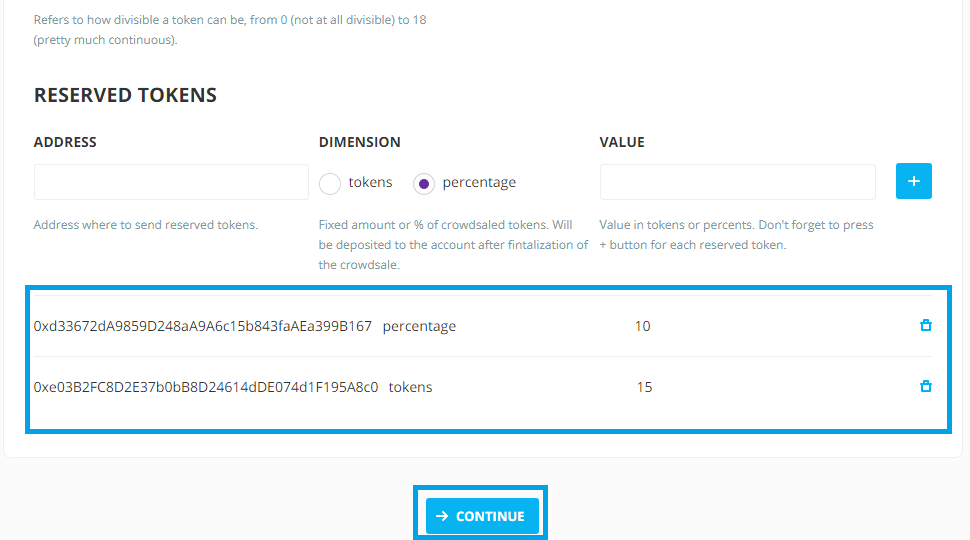 Refers to how divisible a token can be, from 0 (not at all divisible) to 18
(pretty much continuous).
RESERVED TOKENS
ADDRESS DIMENSION VALUE
tokens percentage
Address where to send reserved tokens.
Fixed amount or % of crowdsaled tokens. Will
be deposited to the account after fintalization of
the crowdsale.
Value in tokens or percents. Don't forget to press
+ button for each reserved token.
0xd33672dA9859D248aA9A6c15b843faAEa399B167 percentage 10
0xe03B2FC8D2E37b0bB8D24614dDE074d1F195A8c0 tokens 15
CONTINUE